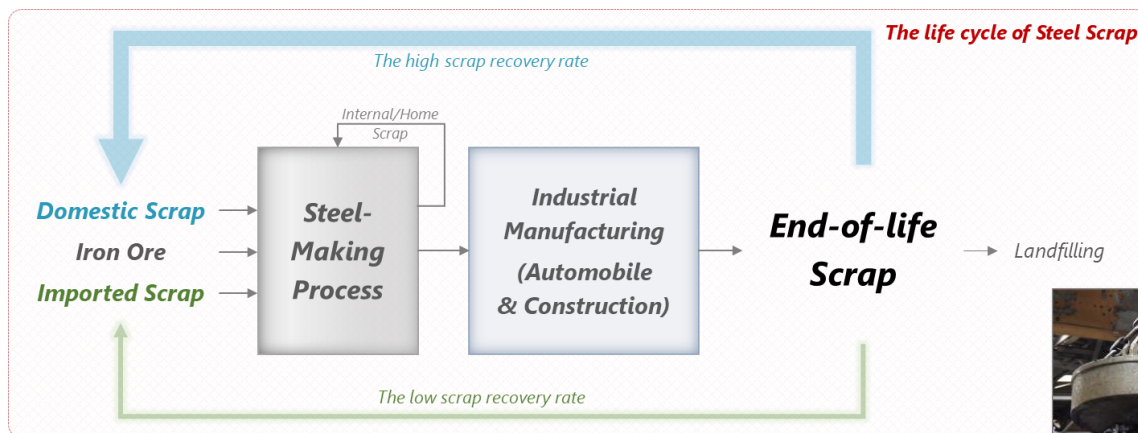 The life cycle of Steel Scrap
The high scrap recovery rate
Internal/Home
Scrap
Domestic Scrap
Iron Ore
Imported Scrap
Steel-
Making
Process
Industrial
Manufacturing
(Automobile
& Construction)
End-of-life
Scrap
Landfilling
The low scrap recovery rate